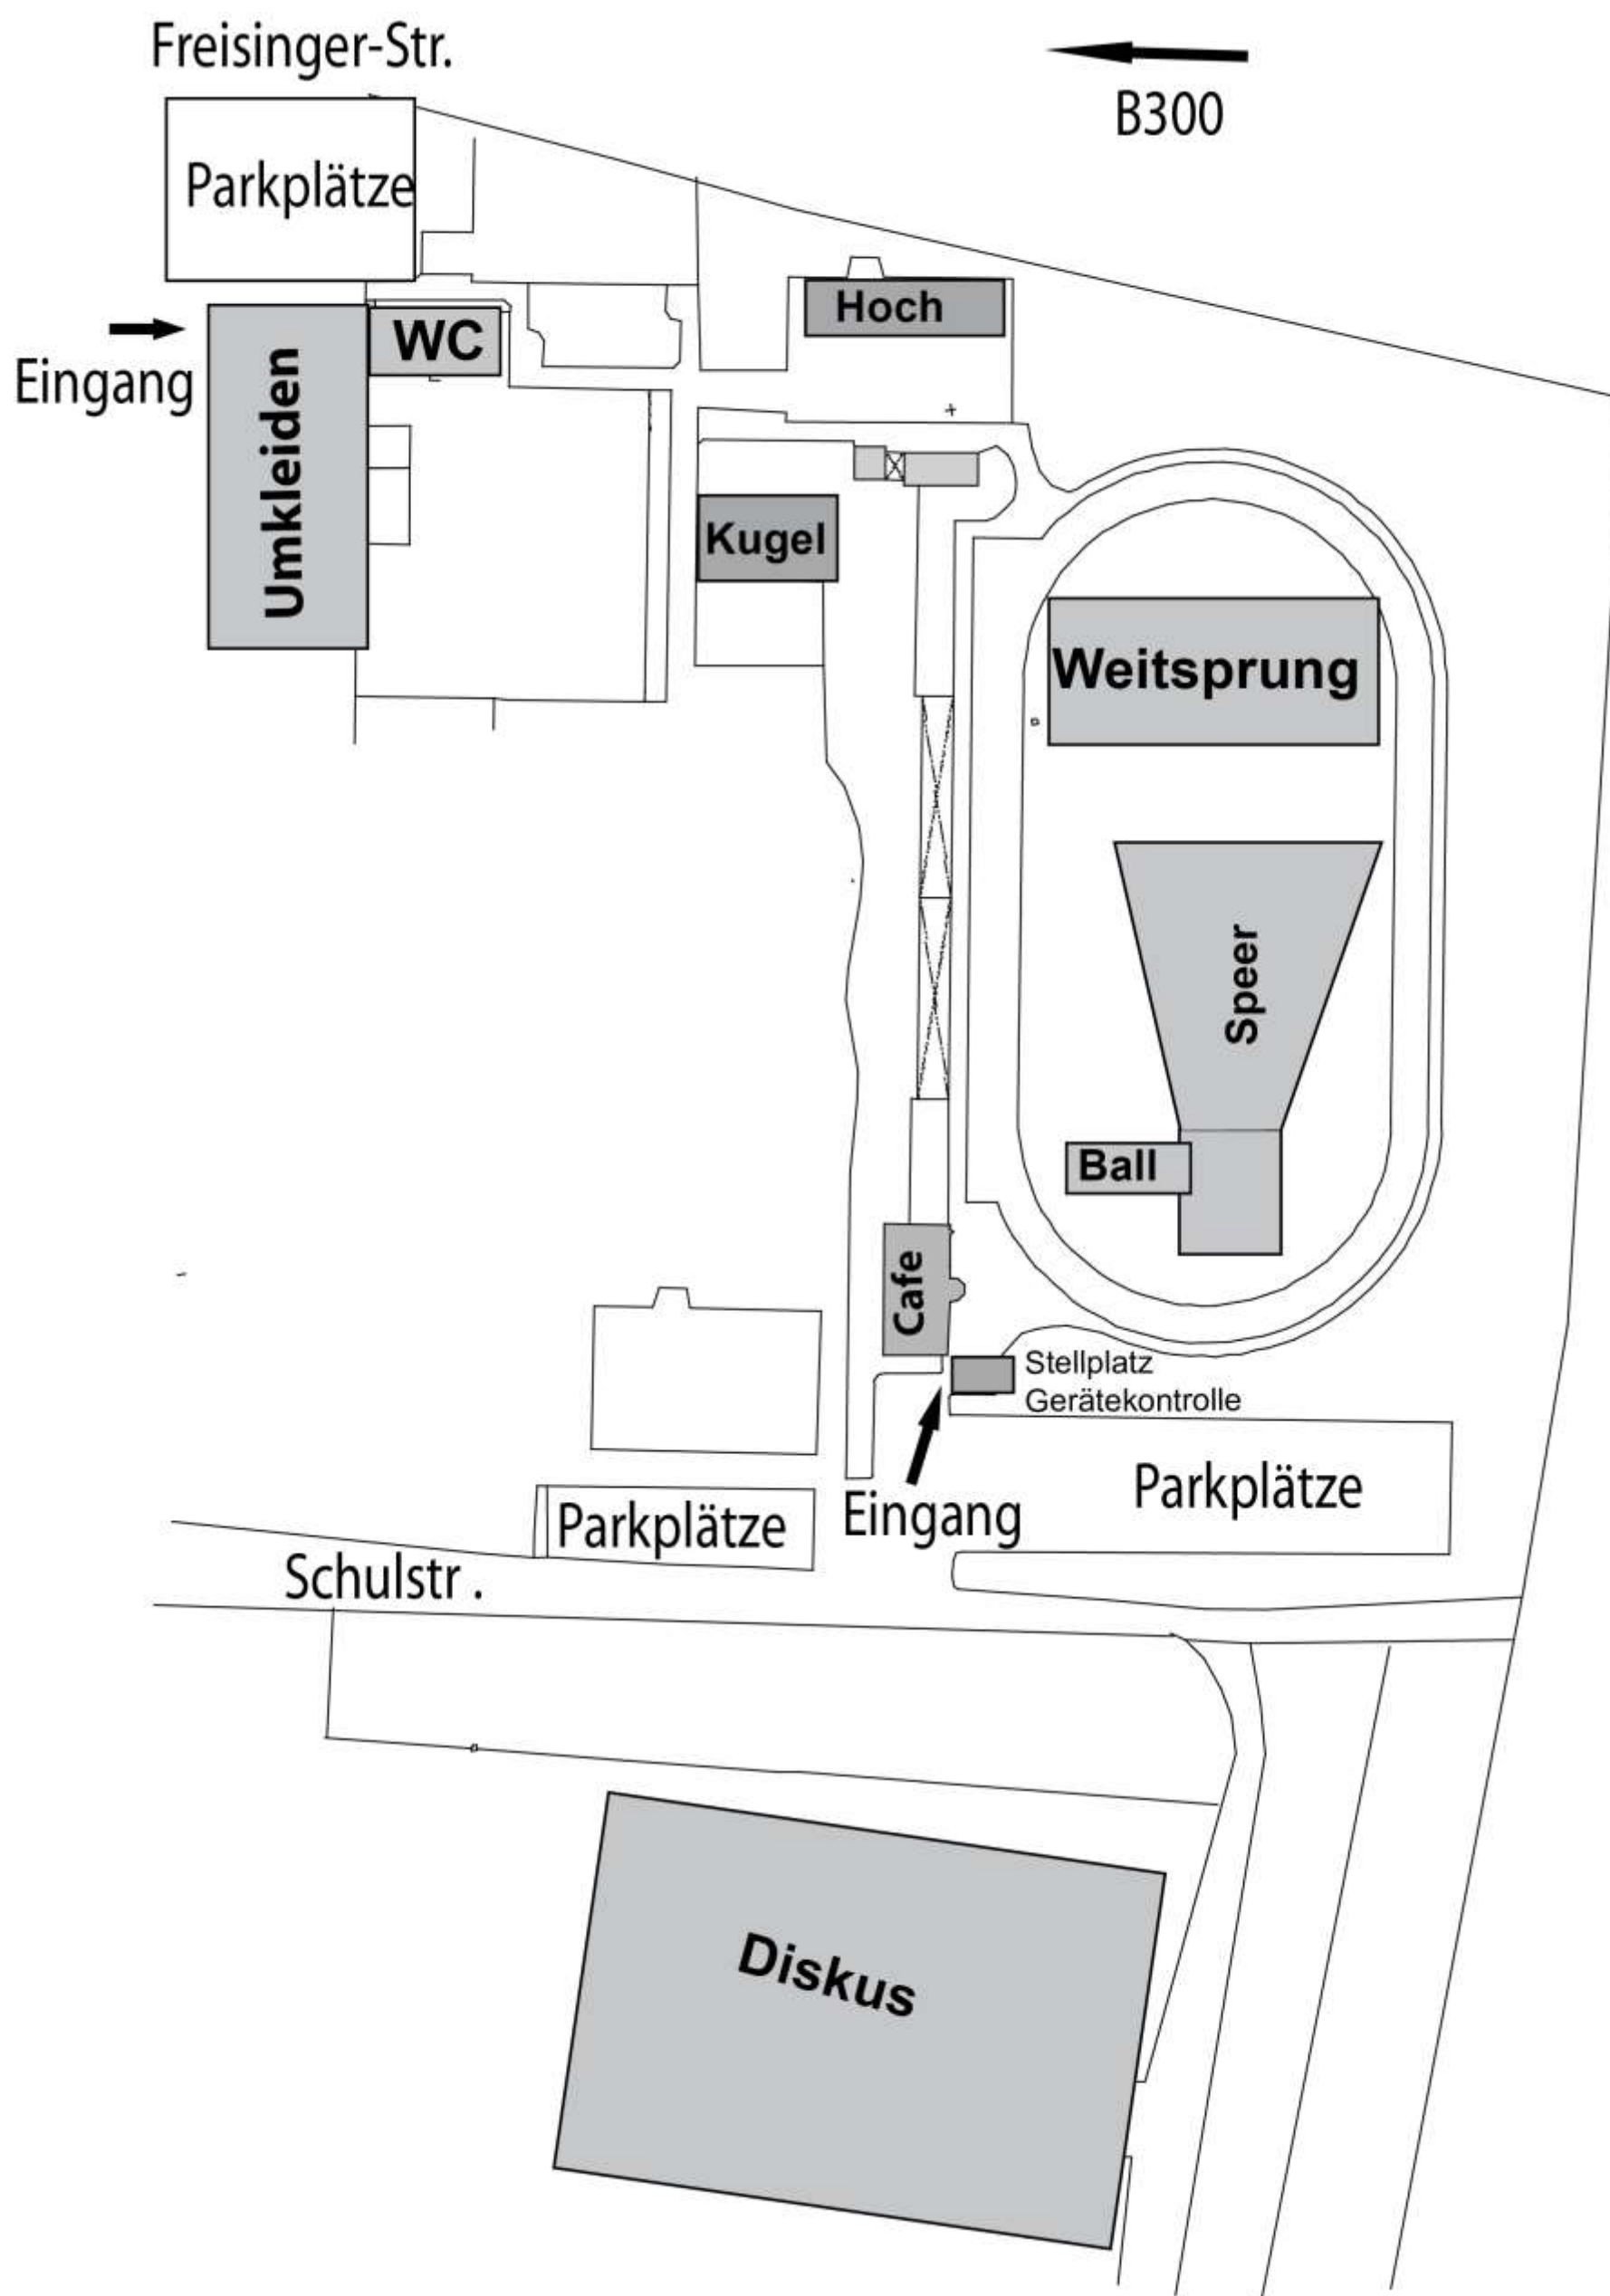 Freisinger-Str.
B300
Parkplätze
Hoch
WC
Eingang
Umkleiden
Kugel
Weitsprung
Speer
Ball
Cafe
Stellplatz
Gerätekontrolle
Parkplätze
Eingang
Parkplätze
Schulstr .
Diskus